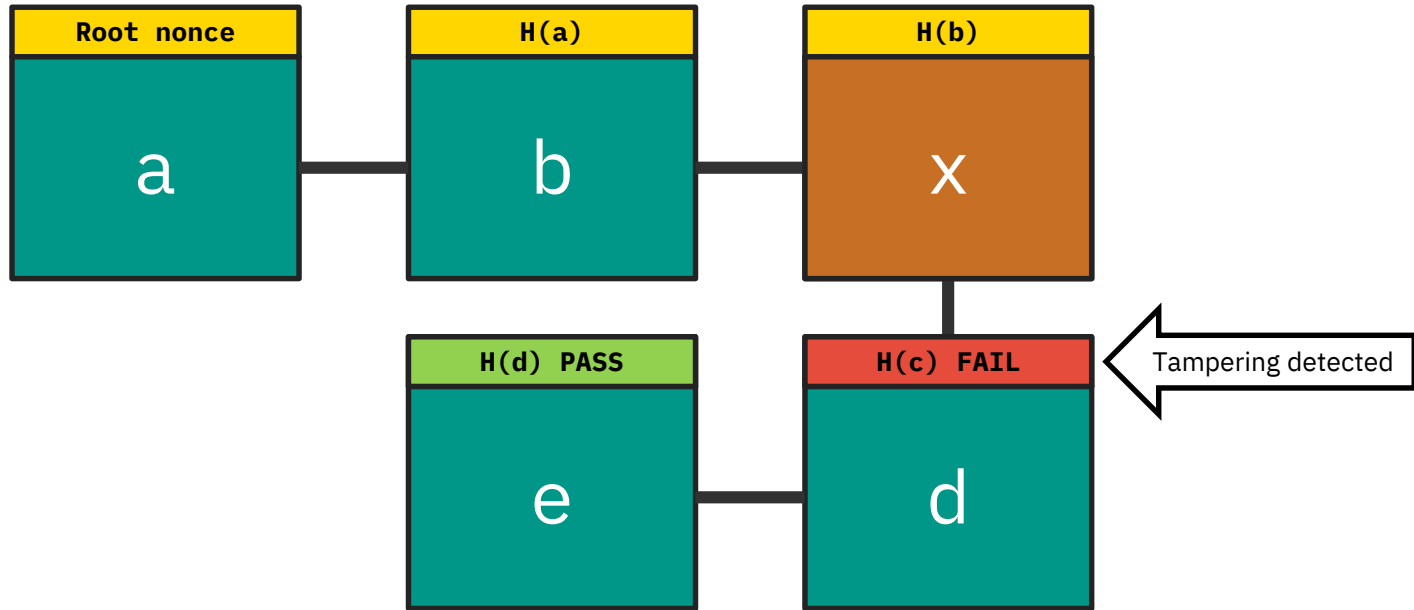 Root nonce
H(a)
H(b)
a
b
x
H(d) PASS
H(c) FAIL
Tampering detected
e
d